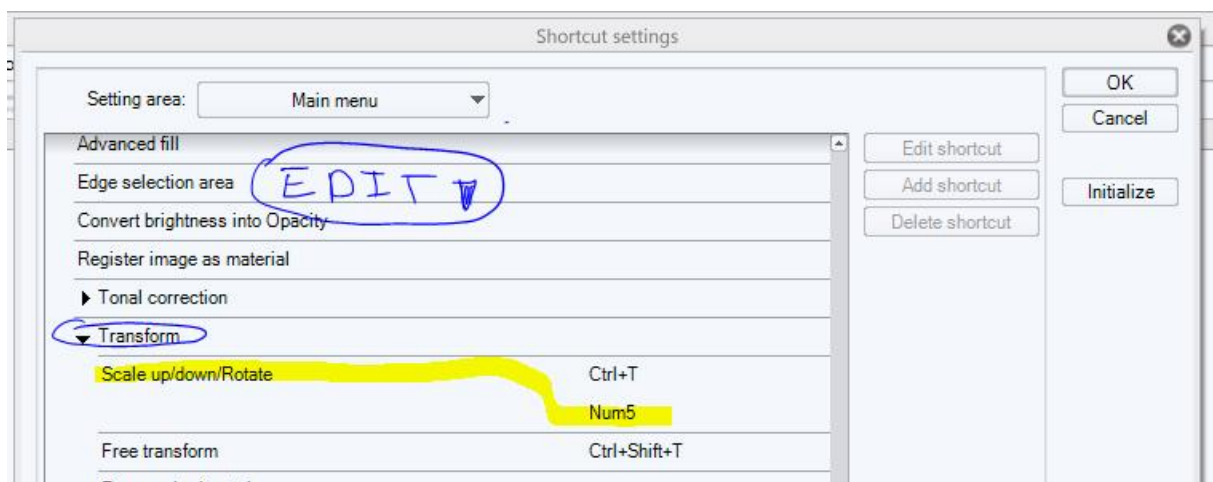 Shortcut settings
Setting area: Main menu
OK
Cancel
Initialize
Advanced fill
Edge selection area
EDIT
Convert brightness into Opacity
Register image as material
Tonal correction
Transform
Scale up/down/Rotate Ctrl+T
Num5
Free transform Ctrl+Shift+T
Edit shortcut
Add shortcut
Delete shortcut